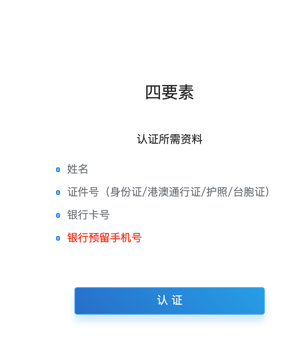 四要素
认证所需资料
姓名
证件号（身份证/港澳通行证/护照/台胞证）
银行卡号
银行预留手机号
认 证